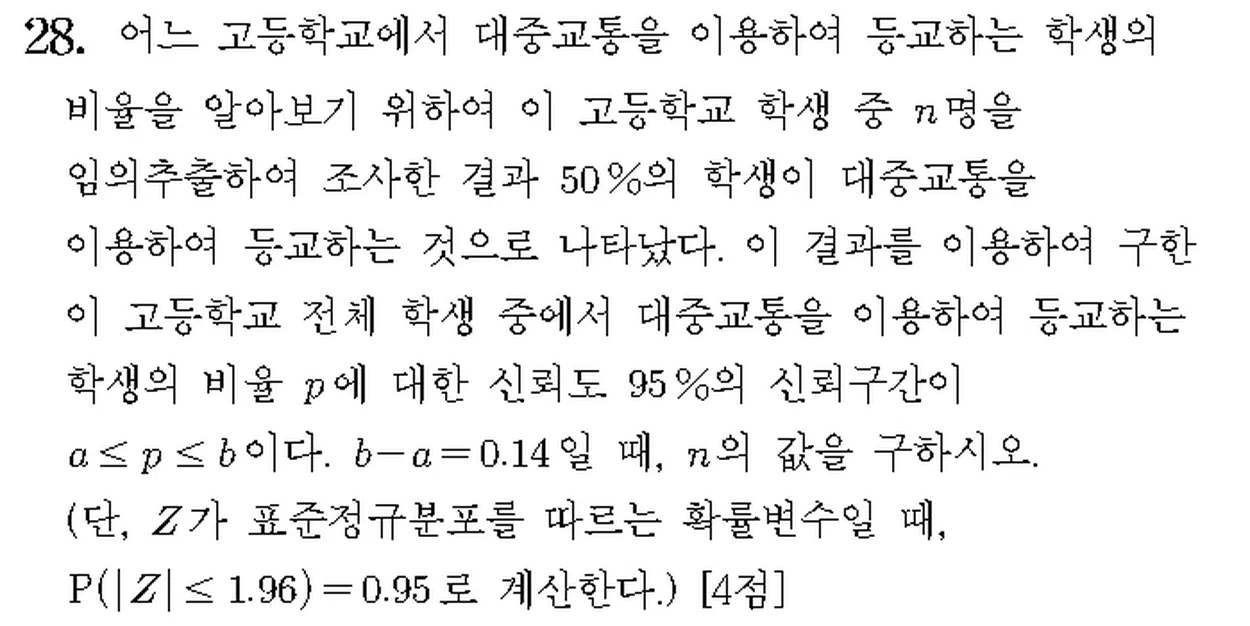 28. 어느 고등학교에서 대중교통을 이용하여 등교하는 학생의
비율을 알아보기 위하여 이 고등학교 학생 중 n명을
임의추출하여 조사한 결과 50%의 학생이 대중교통을
이용하여 등교하는 것으로 나타났다. 이 결과를 이용하여 구한
이 고등학교 전체 학생 중에서 대중교통을 이용하여 등교하는
학생의 비율 p에 대한 신뢰도 95%의 신뢰구간이
a ≤ p ≤ b이다. b-a=0.14일 때, n의 값을 구하시오.
(단, Z가 표준정규분포를 따르는 확률변수일 때,
P(|Z| ≤ 1.96)=0.95로 계산한다.) [4점]